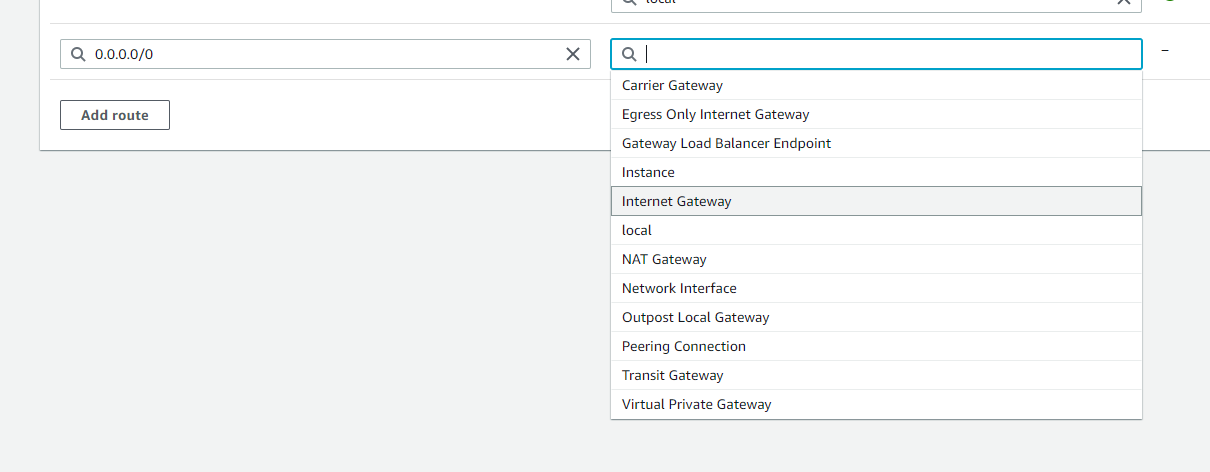 local
0.0.0.0/0
–
Carrier Gateway
Egress Only Internet Gateway
Add route
Gateway Load Balancer Endpoint
Instance
Internet Gateway
local
NAT Gateway
Network Interface
Outpost Local Gateway
Peering Connection
Transit Gateway
Virtual Private Gateway